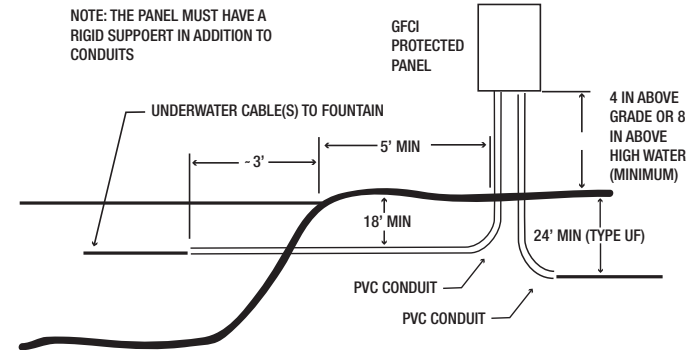 NOTE: THE PANEL MUST HAVE A
RIGID SUPPOERT IN ADDITION TO
CONDUITS
GFCI
PROTECTED
PANEL
4 IN ABOVE
GRADE OR 8
IN ABOVE
HIGH WATER
(MINIMUM)
UNDERWATER CABLE(S) TO FOUNTAIN
5' MIN
~3'
18' MIN
24' MIN (TYPE UF)
PVC CONDUIT
PVC CONDUIT